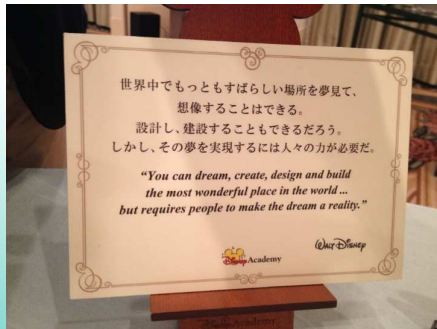 世界中でもっともすばらしい場所を夢見て、
想像することはできる。
設計し、建設することもできるだろう。
しかし、その夢を実現するには人々の力が必要だ。
“You can dream, create, design and build
the most wonderful place in the world ...
but requires people to make the dream a reality.”
WALT DISNEY
Disney Academy
Academy